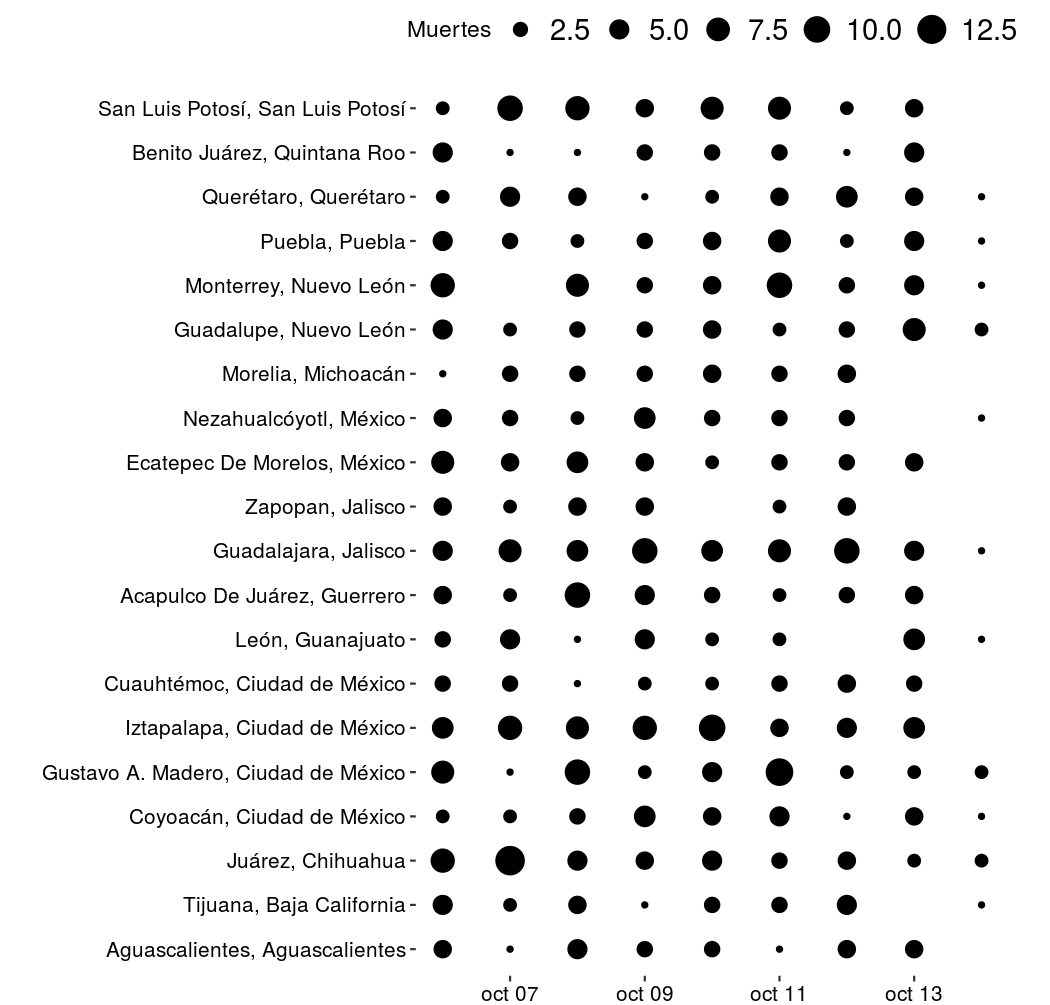 Muertes 2.5 5.0 7.5 10.0 12.5
San Luis Potosí, San Luis Potosí
Benito Juárez, Quintana Roo
Querétaro, Querétaro
Puebla, Puebla
Monterrey, Nuevo León
Guadalupe, Nuevo León
Morelia, Michoacán
Nezahualcóyotl, México
Ecatepec De Morelos, México
Zapopan, Jalisco
Guadalajara, Jalisco
Acapulco De Juárez, Guerrero
León, Guanajuato
Cuauhtémoc, Ciudad de México
Iztapalapa, Ciudad de México
Gustavo A. Madero, Ciudad de México
Coyoacán, Ciudad de México
Juárez, Chihuahua
Tijuana, Baja California
Aguascalientes, Aguascalientes
oct 07 oct 09 oct 11 oct 13